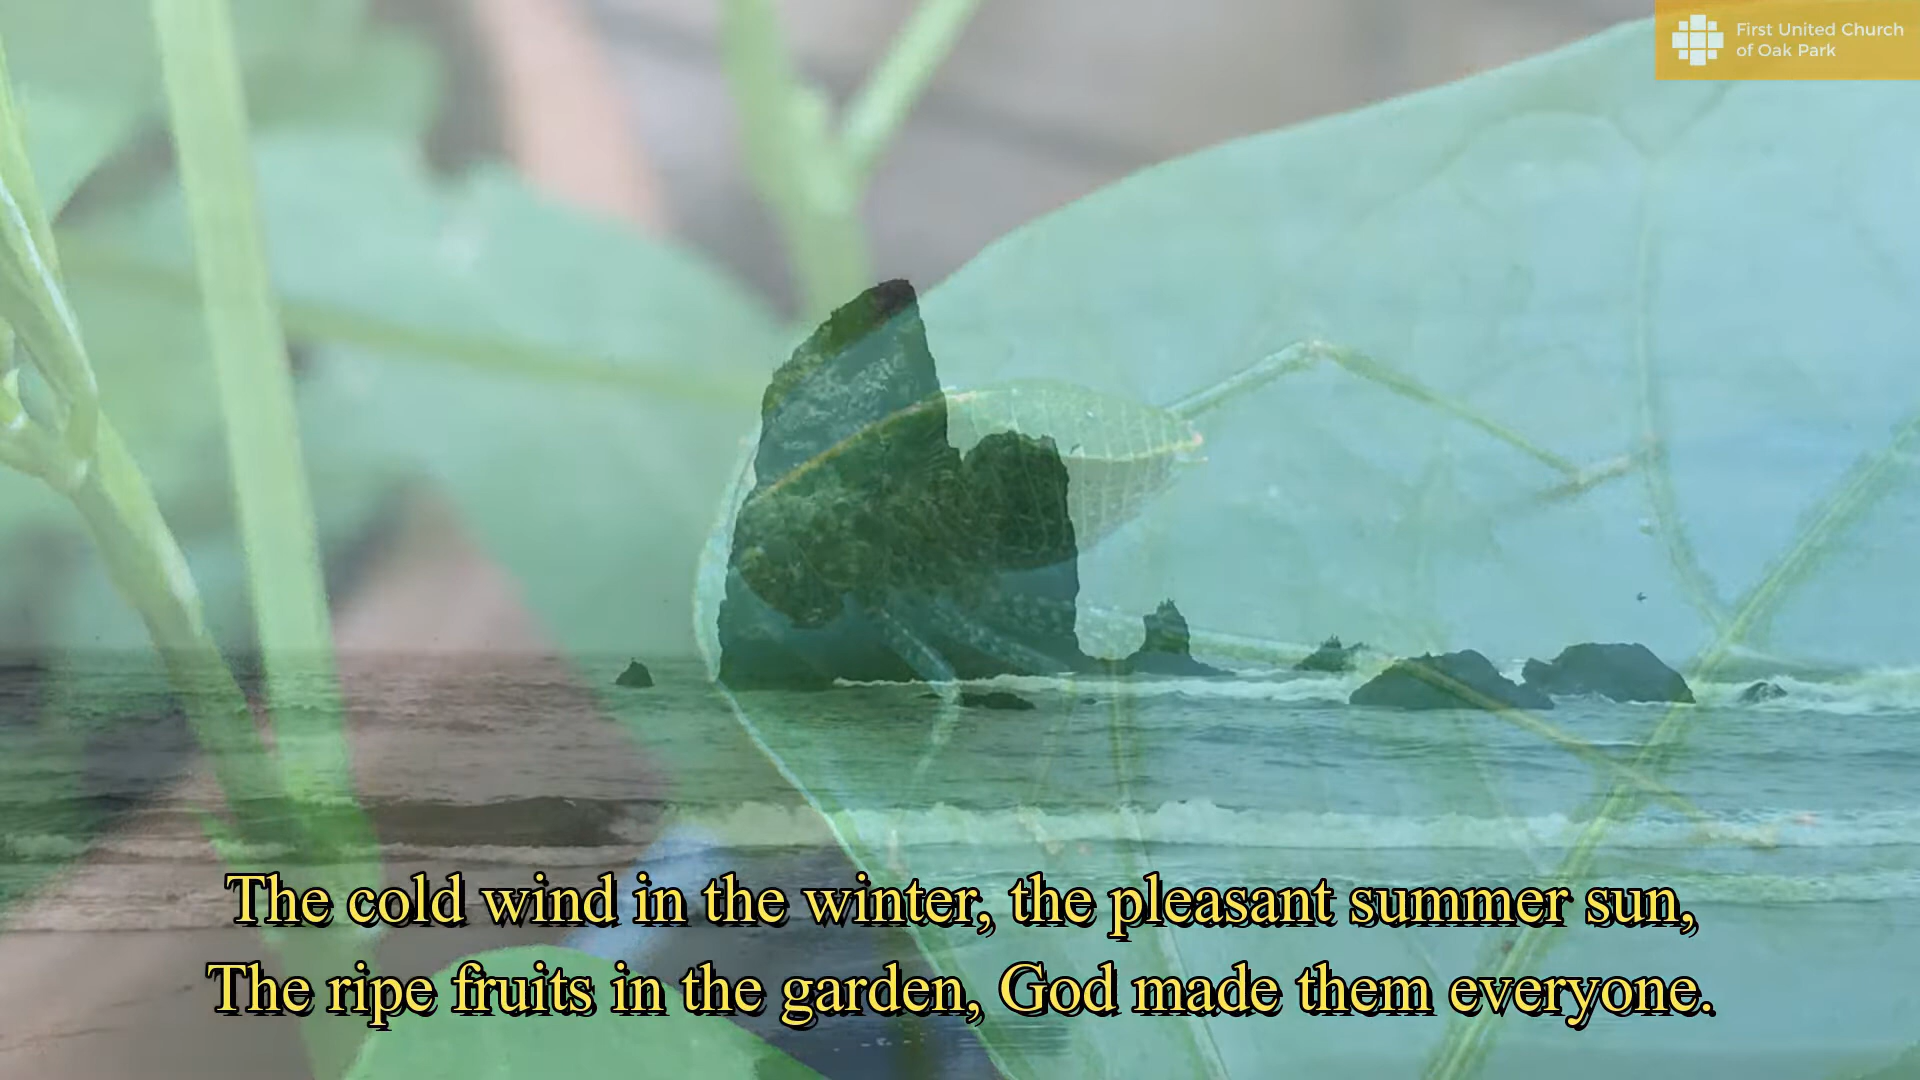 First United Church
of Oak Park
The cold wind in the winter, the pleasant summer sun,
The ripe fruits in the garden, God made them everyone.